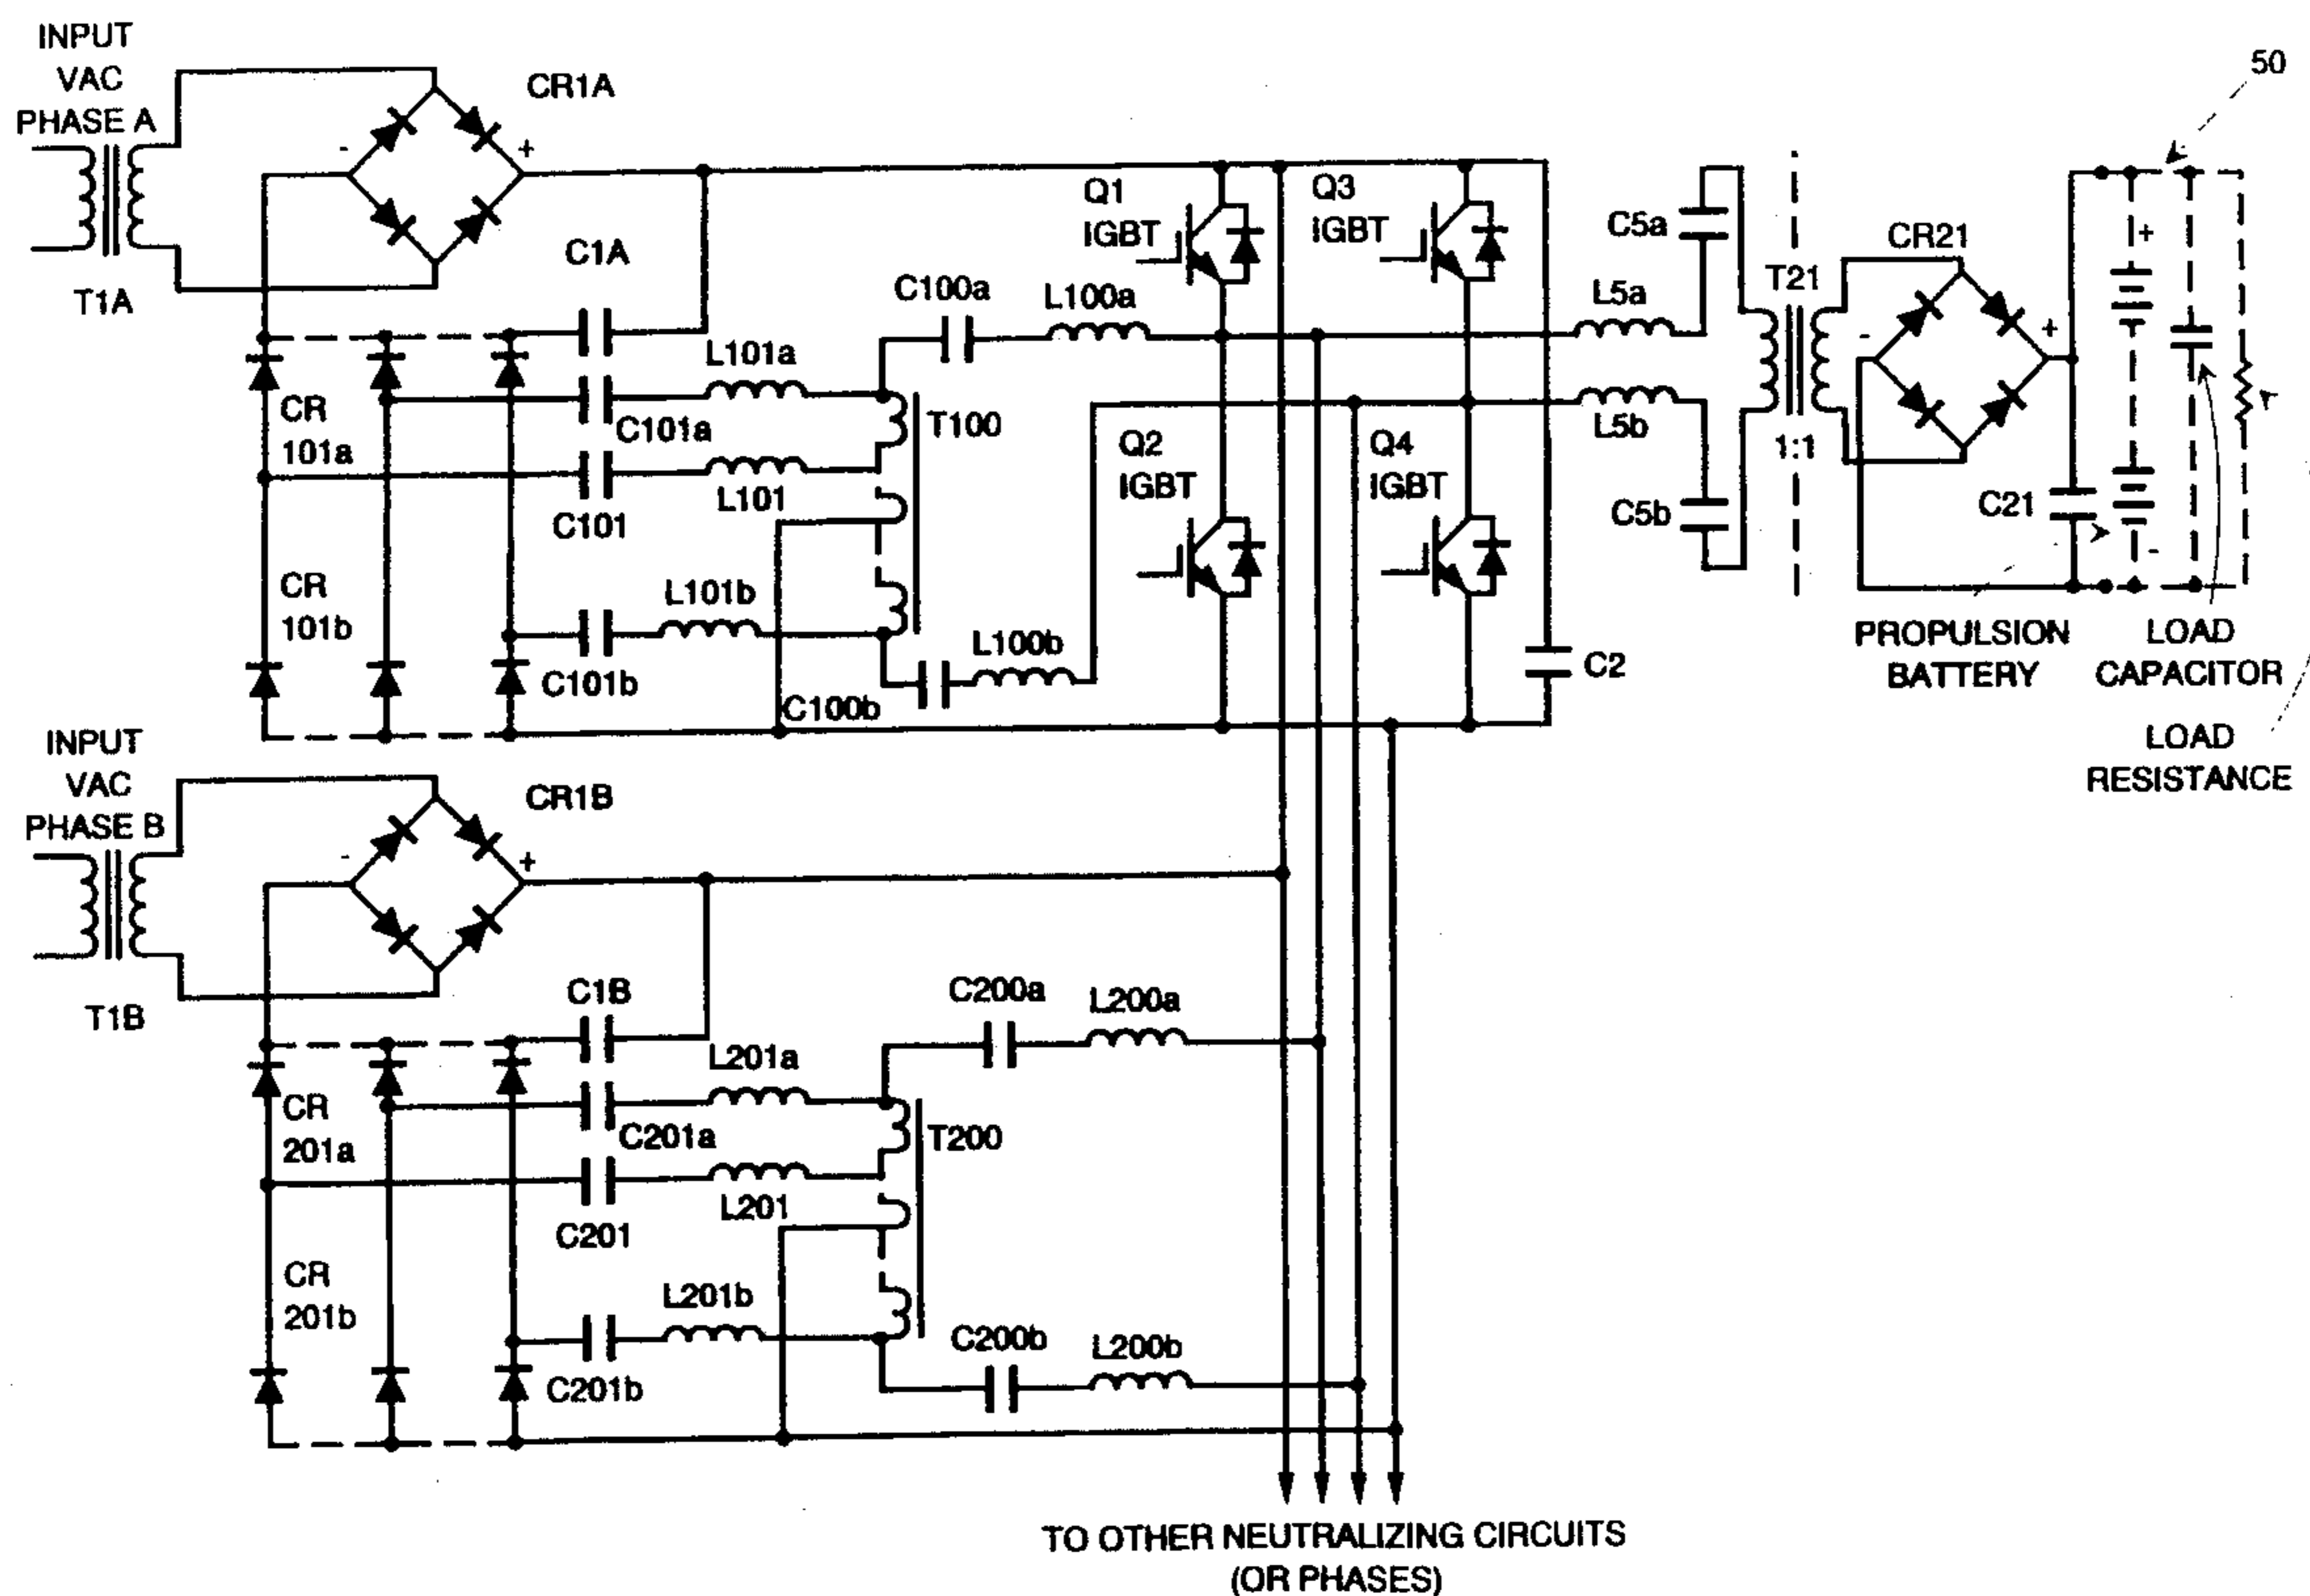 INPUT
VAC
PHASE A
T1A
CR1A
-
+
C1A
CR
101a
CR
101b
L101a
C101a
L101
C101
L101b
C101b
T100
C100a
L100a
L100b
C100b
Q1
IGBT
Q3
IGBT
Q2
IGBT
Q4
IGBT
C2
C5a
L5a
L5b
C5b
T21
1:1
CR21
-
+
C21
+
-
50
PROPULSION
BATTERY
LOAD
CAPACITOR
LOAD
RESISTANCE
INPUT
VAC
PHASE B
T1B
CR1B
-
+
C1B
CR
201a
CR
201b
L201a
C201a
L201
C201
L201b
C201b
T200
C200a
L200a
C200b
L200b
TO OTHER NEUTRALIZING CIRCUITS
(OR PHASES)